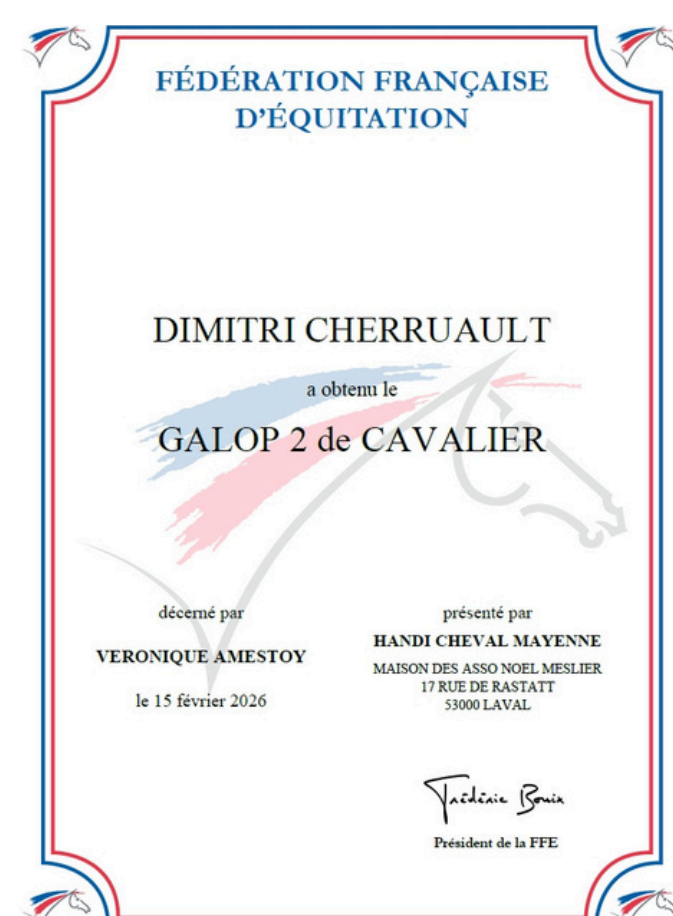 FÉDÉRATION FRANÇAISE
D'ÉQUITATION
DIMITRI CHERRUAULT
a obtenu le
GALOP 2 de CAVALIER
décerné par
VERONIQUE AMESTOY
le 15 février 2026
présenté par
HANDI CHEVAL MAYENNE
MAISON DES ASSO NOEL MESLIER
17 RUE DE RASTATT
53000 LAVAL
Frédéric Bouix
Président de la FFE